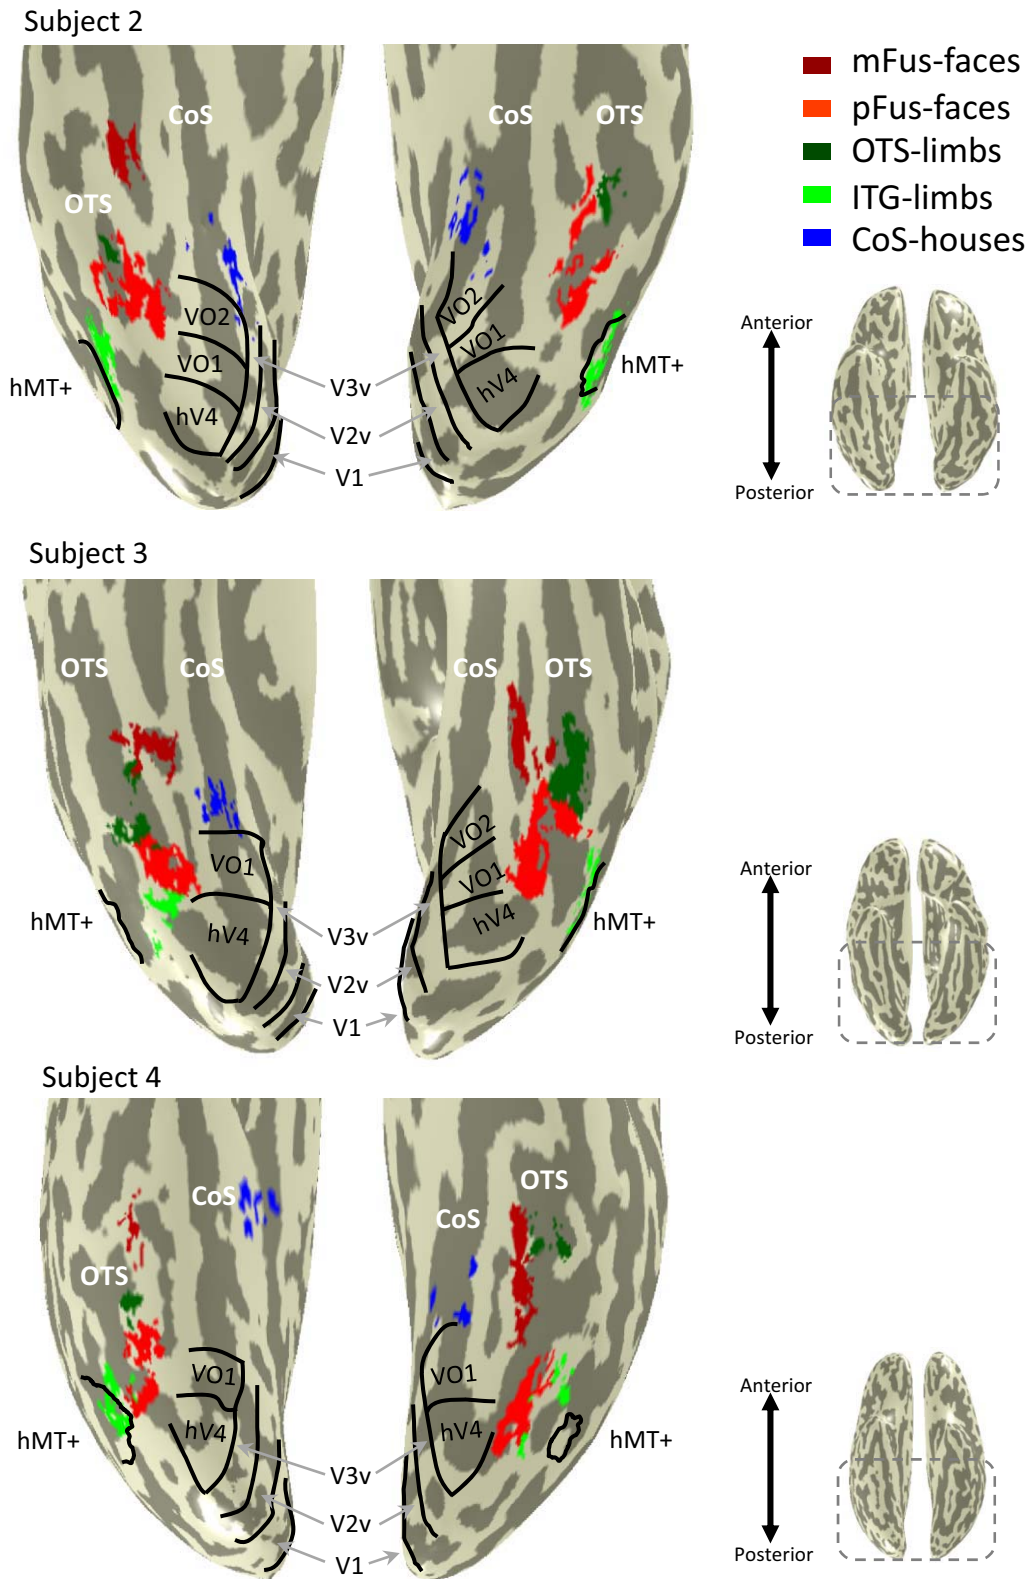 Subject 2
CoS
OTS
VO2
VO1
hV4
hMT+
CoS
OTS
VO2
VO1
hV4
hMT+
V3v
V2v
V1
mFus-faces
pFus-faces
OTS-limbs
ITG-limbs
CoS-houses
Anterior
Posterior
Subject 3
OTS
CoS
VO1
hV4
hMT+
CoS
OTS
VO2
VO1
hV4
hMT+
V3v
V2v
V1
Anterior
Posterior
Subject 4
CoS
OTS
VO1
hV4
hMT+
OTS
CoS
VO1
hV4
hMT+
V3v
V2v
V1
Anterior
Posterior